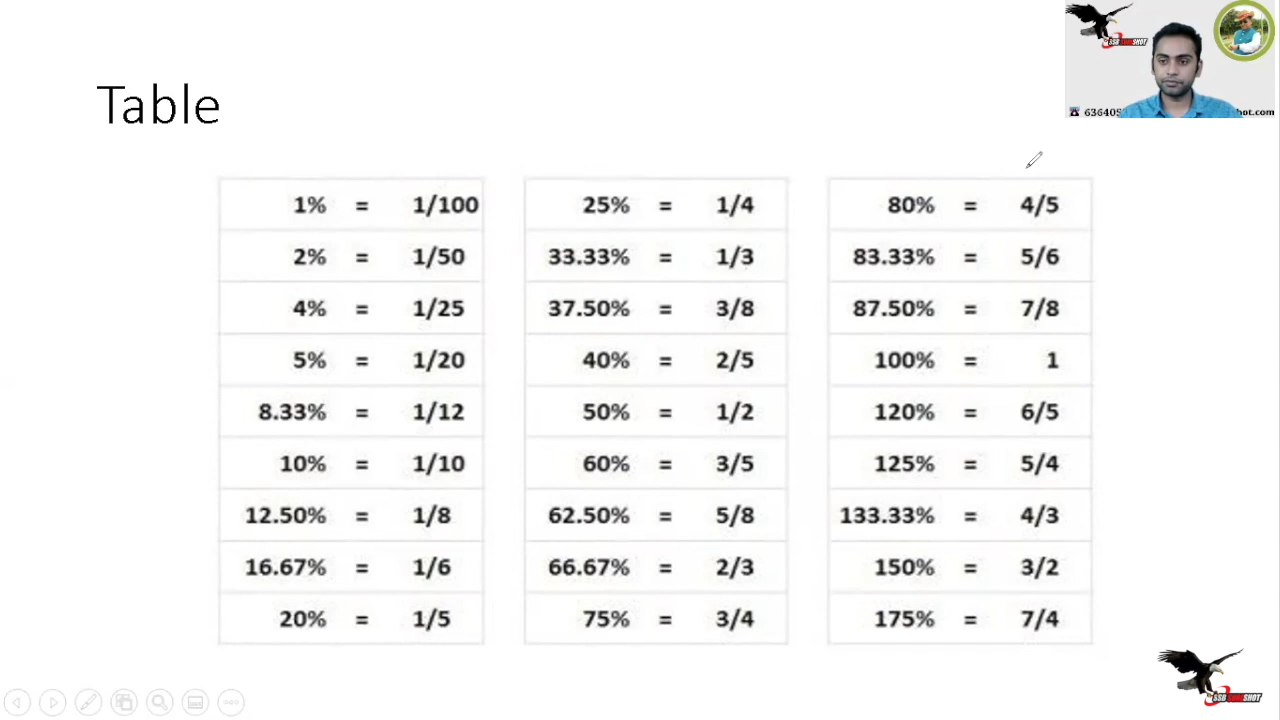 Table
1% = 1/100
2% = 1/50
4% = 1/25
5% = 1/20
8.33% = 1/12
10% = 1/10
12.50% = 1/8
16.67% = 1/6
20% = 1/5
25% = 1/4
33.33% = 1/3
37.50% = 3/8
40% = 2/5
50% = 1/2
60% = 3/5
62.50% = 5/8
66.67% = 2/3
75% = 3/4
80% = 4/5
83.33% = 5/6
87.50% = 7/8
100% = 1
120% = 6/5
125% = 5/4
133.33% = 4/3
150% = 3/2
175% = 7/4